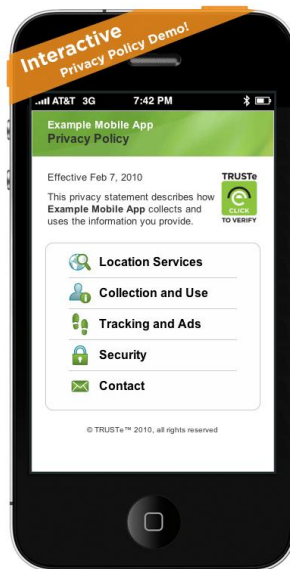 Interactive
Privacy Policy Demo!
AT&T 3G 7:42 PM
Example Mobile App
Privacy Policy
Effective Feb 7, 2010
TRUSTe
This privacy statement describes how
Example Mobile App collects and
uses the information you provide.
CLICK
TO VERIFY
Location Services
Collection and Use
Tracking and Ads
Security
Contact
© TRUSTe™ 2010, all rights reserved